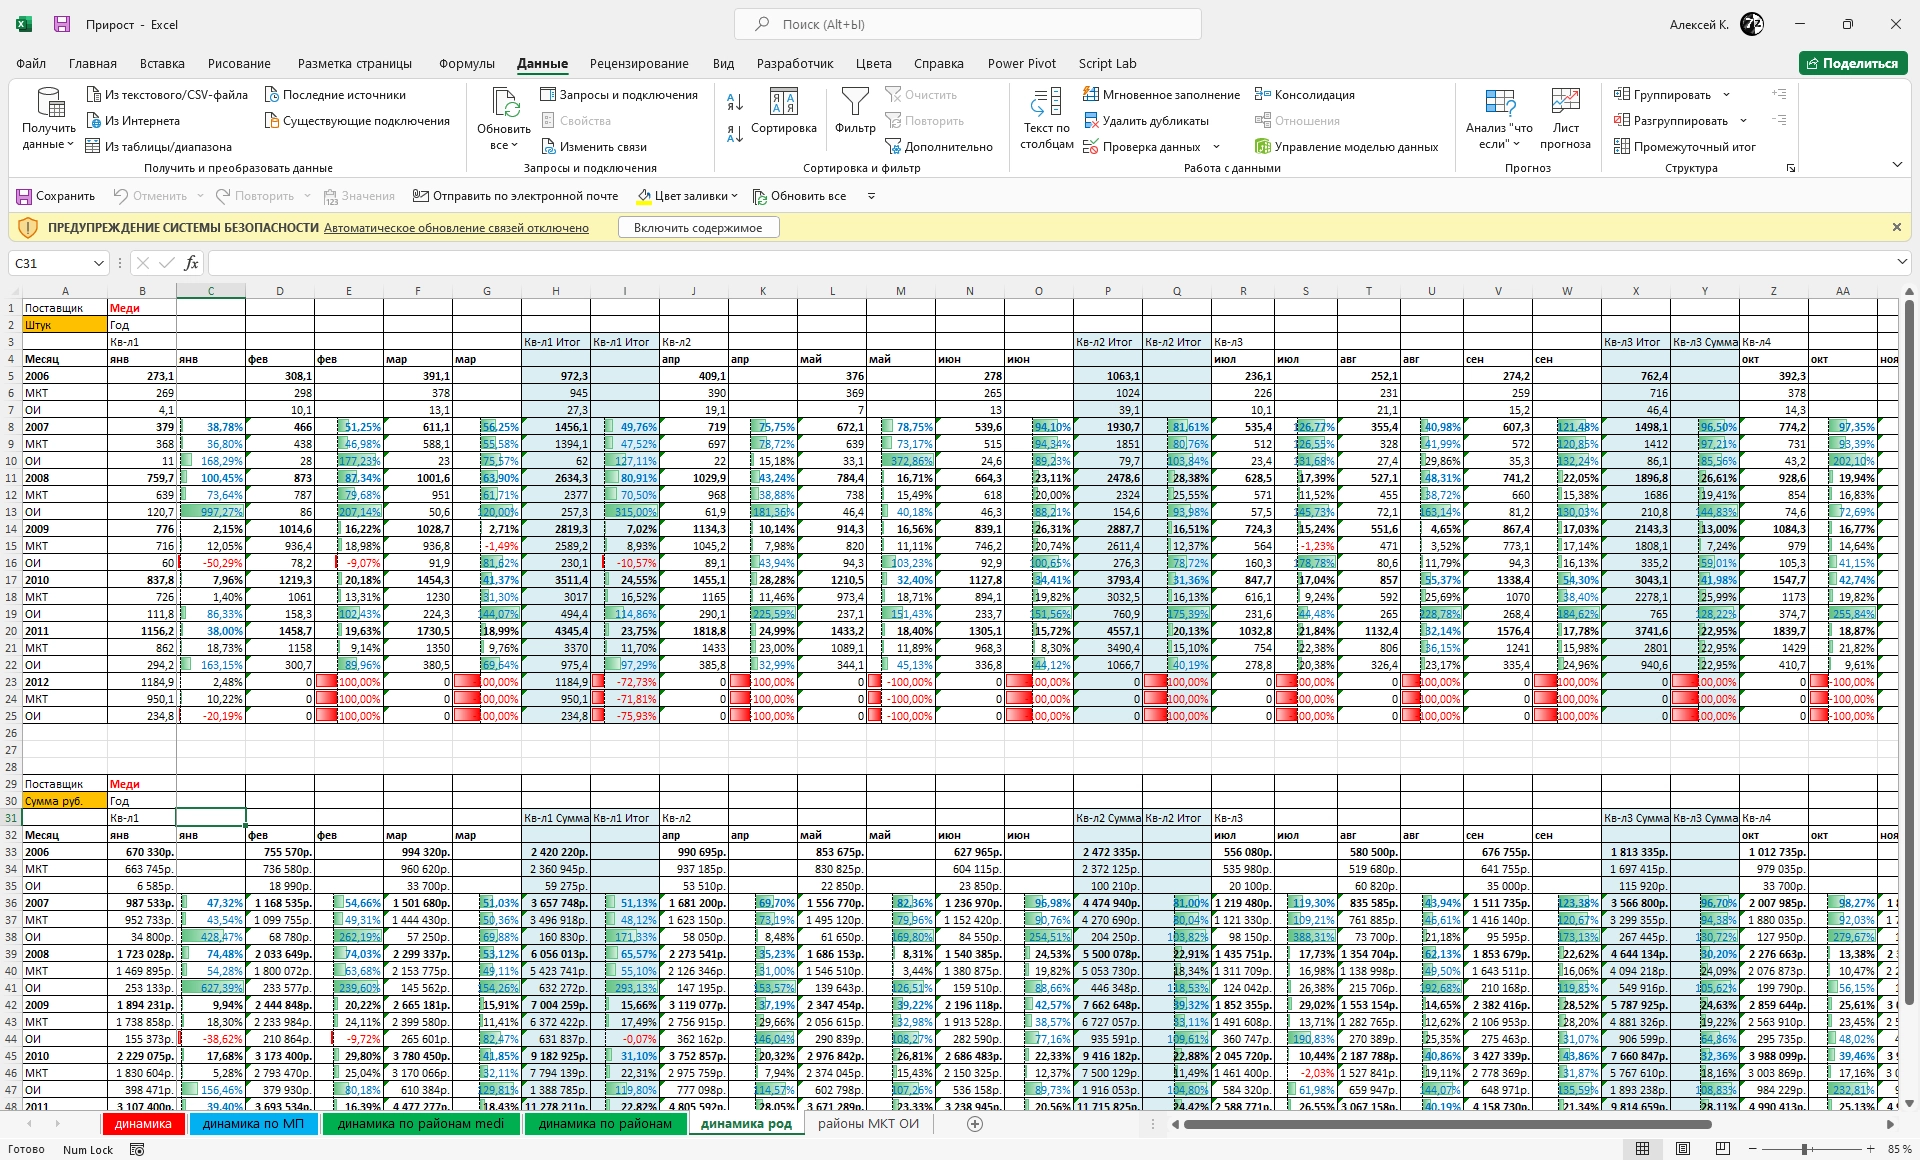 Прирост - Excel
Поиск (Alt+Ы)
Алексей К.
Файл Главная Вставка Рисование Разметка страницы Формулы Данные Рецензирование Вид Разработчик Цвета Справка Power Pivot Script Lab
Поделиться
Получить данные
Из текстового/CSV-файла
Из Интернета
Из таблицы/диапазона
Последние источники
Существующие подключения
Получить и преобразовать данные
Обновить все
Запросы и подключения
Свойства
Изменить связи
Запросы и подключения
Сортировка
Фильтр
Очистить
Повторить
Дополнительно
Сортировка и фильтр
Текст по столбцам
Мгновенное заполнение
Удалить дубликаты
Проверка данных
Консолидация
Отношения
Управление моделью данных
Работа с данными
Анализ "что если"
Лист прогноза
Прогноз
Группировать
Разгруппировать
Промежуточный итог
Структура
Сохранить Отменить Повторить Значения Отправить по электронной почте Цвет заливки Обновить все
ПРЕДУПРЕЖДЕНИЕ СИСТЕМЫ БЕЗОПАСНОСТИ Автоматическое обновление связей отключено Включить содержимое
C31 fx
A B C D E F G H I J K L M N O P Q R S T U V W X Y Z AA
1 Поставщик Меди
2 Штук Год
3 Кв-л1 Кв-л1 Итог Кв-л1 Итог Кв-л2 Кв-л2 Итог Кв-л2 Итог Кв-л3 Кв-л3 Итог Кв-л3 Сумма Кв-л4
4 Месяц янв янв фев фев мар мар апр апр май май июн июн июл июл авг авг сен сен окт окт ноя
5 2006 273,1 308,1 391,1 972,3 409,1 376 278 1063,1 236,1 252,1 274,2 762,4 392,3
6 МКТ 269 298 378 945 390 369 265 1024 226 231 259 716 378
7 ОИ 4,1 10,1 13,1 27,3 19,1 7 13 39,1 10,1 21,1 15,2 46,4 14,3
8 2007 379 38,78% 466 51,25% 611,1 56,25% 1456,1 49,76% 719 75,75% 672,1 78,75% 539,6 94,10% 1930,7 81,61% 535,4 126,77% 355,4 40,98% 607,3 121,48% 1498,1 96,50% 774,2 97,35%
9 МКТ 368 36,80% 438 46,98% 588,1 55,58% 1394,1 47,52% 697 78,72% 639 73,17% 515 94,34% 1851 80,76% 512 126,55% 328 41,99% 572 120,85% 1412 97,21% 731 93,39%
10 ОИ 11 168,29% 28 177,23% 23 75,57% 62 127,11% 22 15,18% 33,1 372,86% 24,6 89,23% 79,7 103,84% 23,4 131,68% 27,4 29,86% 35,3 132,24% 86,1 85,56% 43,2 202,10%
11 2008 759,7 100,45% 873 87,34% 1001,6 63,90% 2634,3 80,91% 1029,9 43,24% 784,4 16,71% 664,3 23,11% 2478,6 28,38% 628,5 17,39% 527,1 48,31% 741,2 22,05% 1896,8 26,61% 928,6 19,94%
12 МКТ 639 73,64% 787 79,68% 951 61,71% 2377 70,50% 968 38,88% 738 15,49% 618 20,00% 2324 25,55% 571 11,52% 455 38,72% 660 15,38% 1686 19,41% 854 16,83%
13 ОИ 120,7 997,27% 86 207,14% 50,6 120,00% 257,3 315,00% 61,9 181,36% 46,4 40,18% 46,3 88,21% 154,6 93,98% 57,5 145,73% 72,1 163,14% 81,2 130,03% 210,8 144,83% 74,6 72,69%
14 2009 776 2,15% 1014,6 16,22% 1028,7 2,71% 2819,3 7,02% 1134,3 10,14% 914,3 16,56% 839,1 26,31% 2887,7 16,51% 724,3 15,24% 551,6 4,65% 867,4 17,03% 2143,3 13,00% 1084,3 16,77%
15 МКТ 716 12,05% 936,4 18,98% 936,8 -1,49% 2589,2 8,93% 1045,2 7,98% 820 11,11% 746,2 20,74% 2611,4 12,37% 564 -1,23% 471 3,52% 773,1 17,14% 1808,1 7,24% 979 14,64%
16 ОИ 60 -50,29% 78,2 -9,07% 91,9 81,62% 230,1 -10,57% 89,1 43,94% 94,3 103,23% 92,9 100,65% 276,3 78,72% 160,3 178,78% 80,6 11,79% 94,3 16,13% 335,2 59,01% 105,3 41,15%
17 2010 837,8 7,96% 1219,3 20,18% 1454,3 41,37% 3511,4 24,55% 1455,1 28,28% 1210,5 32,40% 1127,8 34,41% 3793,4 31,36% 847,7 17,04% 857 55,37% 1338,4 54,30% 3043,1 41,98% 1547,7 42,74%
18 МКТ 726 1,40% 1061 13,31% 1230 31,30% 3017 16,52% 1165 11,46% 973,4 18,71% 894,1 19,82% 3032,5 16,13% 616,1 9,24% 592 25,69% 1070 38,40% 2278,1 25,99% 1173 19,82%
19 ОИ 111,8 86,33% 158,3 102,43% 224,3 144,07% 494,4 114,86% 290,1 225,59% 237,1 151,43% 233,7 151,56% 760,9 175,39% 231,6 44,48% 265 228,78% 268,4 184,62% 765 128,22% 374,7 255,84%
20 2011 1156,2 38,00% 1458,7 19,63% 1730,5 18,99% 4345,4 23,75% 1818,8 24,99% 1433,2 18,40% 1305,1 15,72% 4557,1 20,13% 1032,8 21,84% 1132,4 32,14% 1576,4 17,78% 3741,6 22,95% 1839,7 18,87%
21 МКТ 862 18,73% 1158 9,14% 1350 9,76% 3370 11,70% 1433 23,00% 1089,1 11,89% 968,3 8,30% 3490,4 15,10% 754 22,38% 806 36,15% 1241 15,98% 2801 22,95% 1429 21,82%
22 ОИ 294,2 163,15% 300,7 89,96% 380,5 69,64% 975,4 97,29% 385,8 32,99% 344,1 45,13% 336,8 44,12% 1066,7 40,19% 278,8 20,38% 326,4 23,17% 335,4 24,96% 940,6 22,95% 410,7 9,61%
23 2012 1184,9 2,48% 0 100,00% 0 00,00% 1184,9 -72,73% 0 100,00% 0 -100,00% 0 00,00% 0 100,00% 0 00,00% 0 100,00% 0 100,00% 0 00,00% 0 -100,00%
24 МКТ 950,1 10,22% 0 100,00% 0 00,00% 950,1 -71,81% 0 100,00% 0 -100,00% 0 00,00% 0 100,00% 0 00,00% 0 100,00% 0 100,00% 0 00,00% 0 -100,00%
25 ОИ 234,8 -20,19% 0 100,00% 0 00,00% 234,8 -75,93% 0 100,00% 0 -100,00% 0 00,00% 0 100,00% 0 00,00% 0 100,00% 0 100,00% 0 00,00% 0 -100,00%
26
27
28
29 Поставщик Меди
30 Сумма руб. Год
31 Кв-л1 Кв-л1 Сумма Кв-л1 Итог Кв-л2 Кв-л2 Сумма Кв-л2 Итог Кв-л3 Кв-л3 Сумма Кв-л3 Сумма Кв-л4
32 Месяц янв янв фев фев мар мар апр апр май май июн июн июл июл авг авг сен сен окт окт ноя
33 2006 670 330р. 755 570р. 994 320р. 2 420 220р. 990 695р. 853 675р. 627 965р. 2 472 335р. 556 080р. 580 500р. 676 755р. 1 813 335р. 1 012 735р.
34 МКТ 663 745р. 736 580р. 960 620р. 2 360 945р. 937 185р. 830 825р. 604 115р. 2 372 125р. 535 980р. 519 680р. 641 755р. 1 697 415р. 979 035р.
35 ОИ 6 585р. 18 990р. 33 700р. 59 275р. 53 510р. 22 850р. 23 850р. 100 210р. 20 100р. 60 820р. 35 000р. 115 920р. 33 700р.
36 2007 987 533р. 47,32% 1 168 535р. 54,66% 1 501 680р. 51,03% 3 657 748р. 51,13% 1 681 200р. 69,70% 1 556 770р. 82,36% 1 236 970р. 96,98% 4 474 940р. 81,00% 1 219 480р. 119,30% 835 585р. 43,94% 1 511 735р. 123,38% 3 566 800р. 96,70% 2 007 985р. 98,27%
37 МКТ 952 733р. 43,54% 1 099 755р. 49,31% 1 444 430р. 50,36% 3 496 918р. 48,12% 1 623 150р. 73,19% 1 495 120р. 79,96% 1 152 420р. 90,76% 4 270 690р. 80,04% 1 121 330р. 109,21% 761 885р. 46,61% 1 416 140р. 120,67% 3 299 355р. 94,38% 1 880 035р. 92,03%
38 ОИ 34 800р. 428,47% 68 780р. 262,19% 57 250р. 69,88% 160 830р. 171,33% 58 050р. 8,48% 61 650р. 169,80% 84 550р. 254,51% 204 250р. 103,82% 98 150р. 388,31% 73 700р. 21,18% 95 595р. 173,13% 267 445р. 130,72% 127 950р. 279,67%
39 2008 1 723 028р. 74,48% 2 033 649р. 74,03% 2 299 337р. 53,12% 6 056 013р. 65,57% 2 273 541р. 35,23% 1 686 153р. 8,31% 1 540 385р. 24,53% 5 500 078р. 22,91% 1 435 751р. 17,73% 1 354 704р. 62,13% 1 853 679р. 22,62% 4 644 134р. 30,20% 2 276 663р. 13,38%
40 МКТ 1 469 895р. 54,28% 1 800 072р. 63,68% 2 153 775р. 49,11% 5 423 741р. 55,10% 2 126 346р. 31,00% 1 546 510р. 3,44% 1 380 875р. 19,82% 5 053 730р. 18,34% 1 311 709р. 16,98% 1 138 998р. 49,50% 1 643 511р. 16,06% 4 094 218р. 24,09% 2 076 873р. 10,47%
41 ОИ 253 133р. 627,39% 233 577р. 239,60% 145 562р. 154,26% 632 272р. 293,13% 147 195р. 153,57% 139 643р. 126,51% 159 510р. 88,66% 446 348р. 118,53% 124 042р. 26,38% 215 706р. 192,68% 210 168р. 119,85% 549 916р. 105,62% 199 790р. 56,15%
42 2009 1 894 231р. 9,94% 2 444 848р. 20,22% 2 665 181р. 15,91% 7 004 259р. 15,66% 3 119 077р. 37,19% 2 347 454р. 39,22% 2 196 118р. 42,57% 7 662 648р. 39,32% 1 852 355р. 29,02% 1 553 154р. 14,65% 2 382 416р. 28,52% 5 787 925р. 24,63% 2 859 644р. 25,61%
43 МКТ 1 738 858р. 18,30% 2 233 984р. 24,11% 2 399 580р. 11,41% 6 372 422р. 17,49% 2 756 915р. 29,66% 2 056 615р. 32,98% 1 913 528р. 38,57% 6 727 057р. 33,11% 1 491 608р. 13,71% 1 282 765р. 12,62% 2 106 953р. 28,20% 4 881 326р. 19,22% 2 563 910р. 23,45%
44 ОИ 155 373р. -38,62% 210 864р. -9,72% 265 601р. 82,47% 631 837р. -0,07% 362 162р. 146,04% 290 839р. 108,27% 282 590р. 77,16% 935 591р. 109,61% 360 747р. 190,83% 270 389р. 25,35% 275 463р. 31,07% 906 599р. 64,86% 295 735р. 48,02%
45 2010 2 229 075р. 17,68% 3 173 400р. 29,80% 3 780 450р. 41,85% 9 182 925р. 31,10% 3 752 857р. 20,32% 2 976 842р. 26,81% 2 686 483р. 22,33% 9 416 182р. 22,88% 2 045 720р. 10,44% 2 187 788р. 40,86% 3 427 339р. 43,86% 7 660 847р. 32,36% 3 988 099р. 39,46%
46 МКТ 1 830 604р. 5,28% 2 793 470р. 25,04% 3 170 066р. 32,11% 7 794 139р. 22,31% 2 975 759р. 7,94% 2 374 045р. 15,43% 2 150 325р. 12,37% 7 500 129р. 11,49% 1 461 400р. -2,03% 1 527 841р. 19,11% 2 778 369р. 31,87% 5 767 610р. 18,16% 3 003 869р. 17,16%
47 ОИ 398 471р. 156,46% 379 930р. 80,18% 610 384р. 129,81% 1 388 785р. 119,80% 777 098р. 114,57% 602 798р. 107,26% 536 158р. 89,73% 1 916 053р. 104,80% 584 320р. 61,98% 659 947р. 144,07% 648 971р. 135,59% 1 893 238р. 108,83% 984 229р. 232,81%
48 2011 3 107 400р. 39,40% 3 693 534р. 16,39% 4 477 277р. 18,43% 11 278 211р. 22,82% 4 805 592р. 28,05% 3 671 289р. 23,33% 3 238 945р. 20,56% 11 715 825р. 24,42% 2 588 771р. 26,55% 3 067 158р. 40,19% 4 158 730р. 21,34% 9 814 659р. 28,11% 4 990 413р. 25,13%
динамика динамика по МП динамика по районам medi динамика по районам динамика род районы МКТ ОИ
Готово Num Lock 85 %